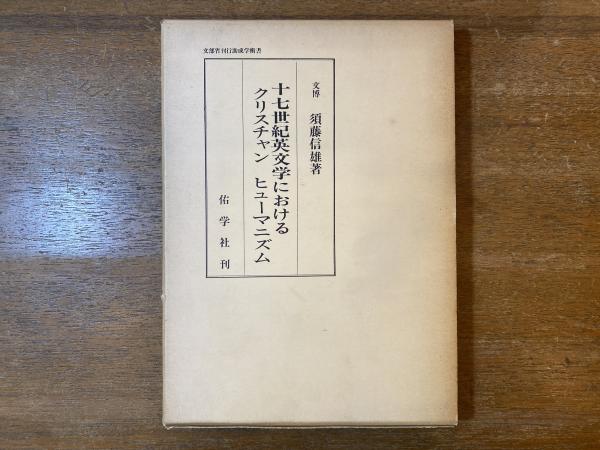 文部省刊行助成学術書
文博 須藤信雄著
十七世紀英文学における
クリスチャン ヒューマニズム
佑学社刊